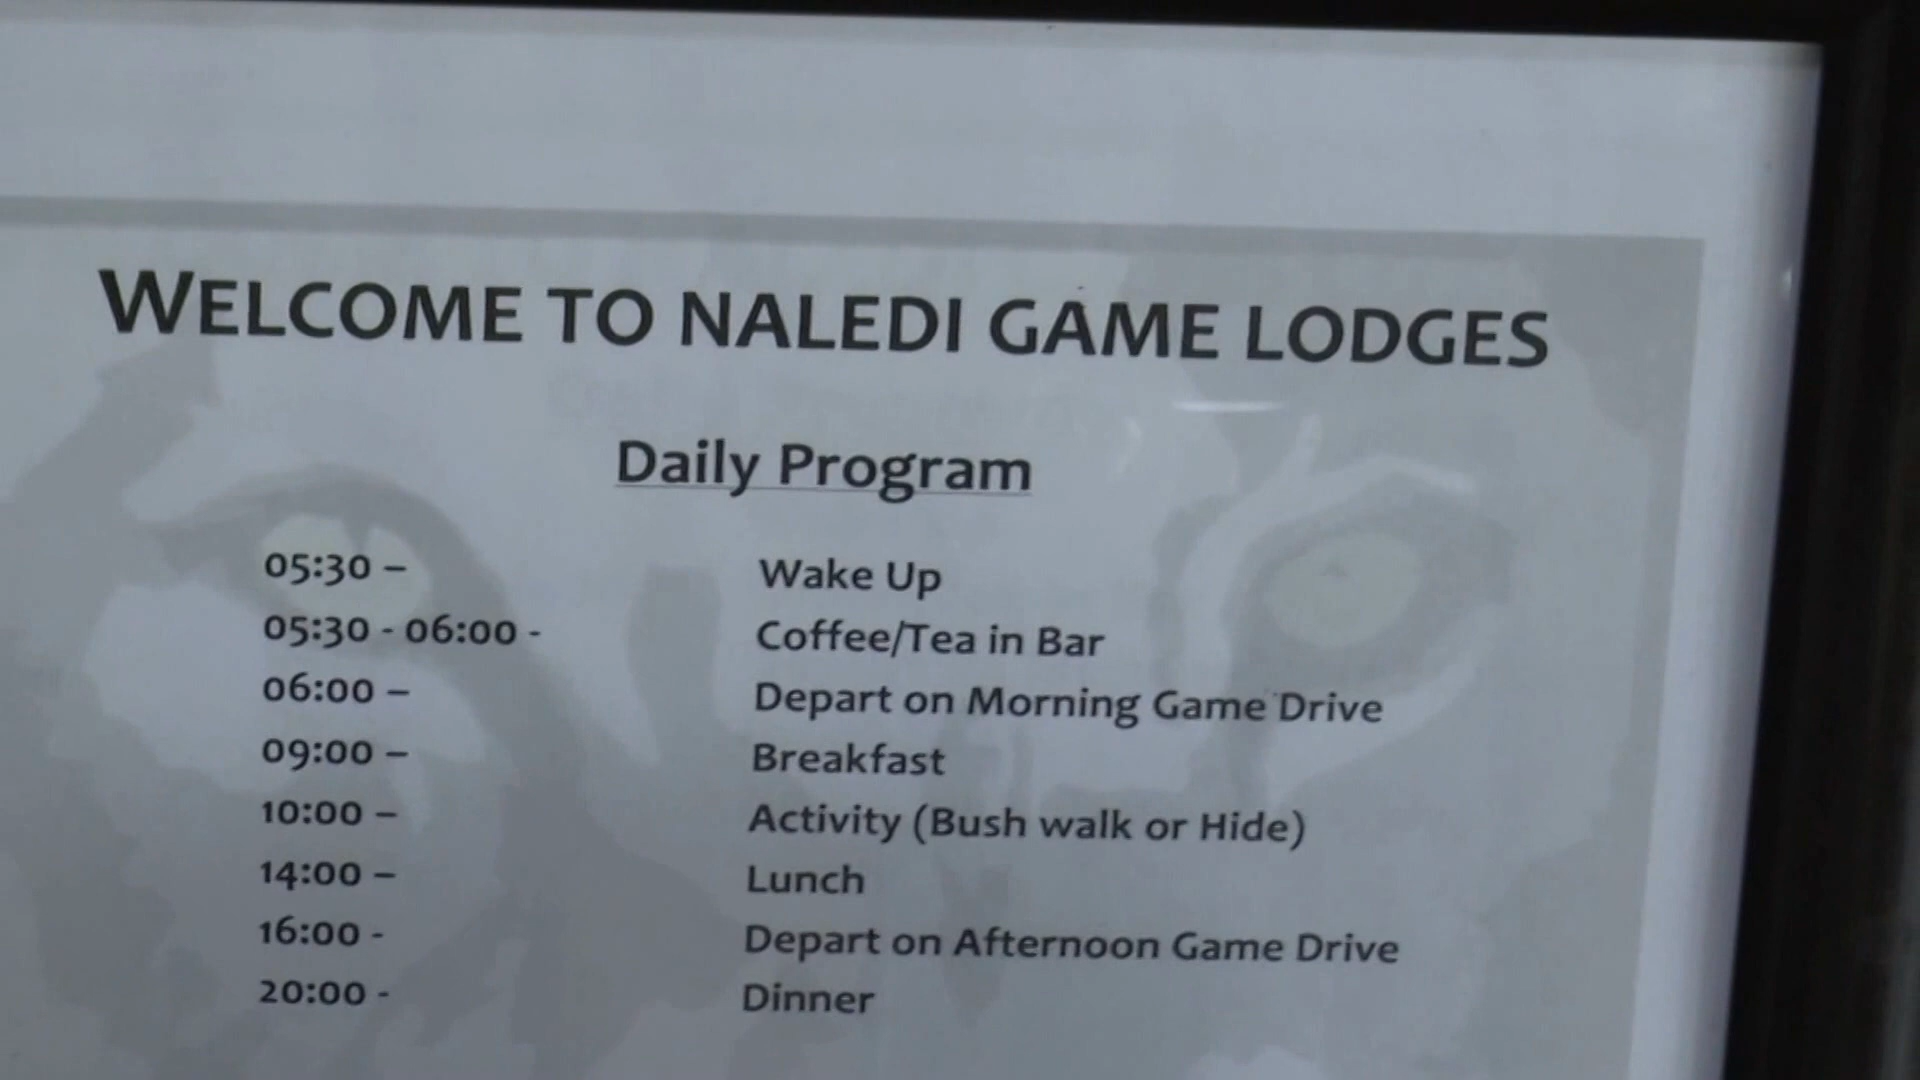 WELCOME TO NALEDI GAME LODGES
Daily Program
05:30 – Wake Up
05:30 - 06:00 - Coffee/Tea in Bar
06:00 – Depart on Morning Game Drive
09:00 – Breakfast
10:00 – Activity (Bush walk or Hide)
14:00 – Lunch
16:00 - Depart on Afternoon Game Drive
20:00 - Dinner